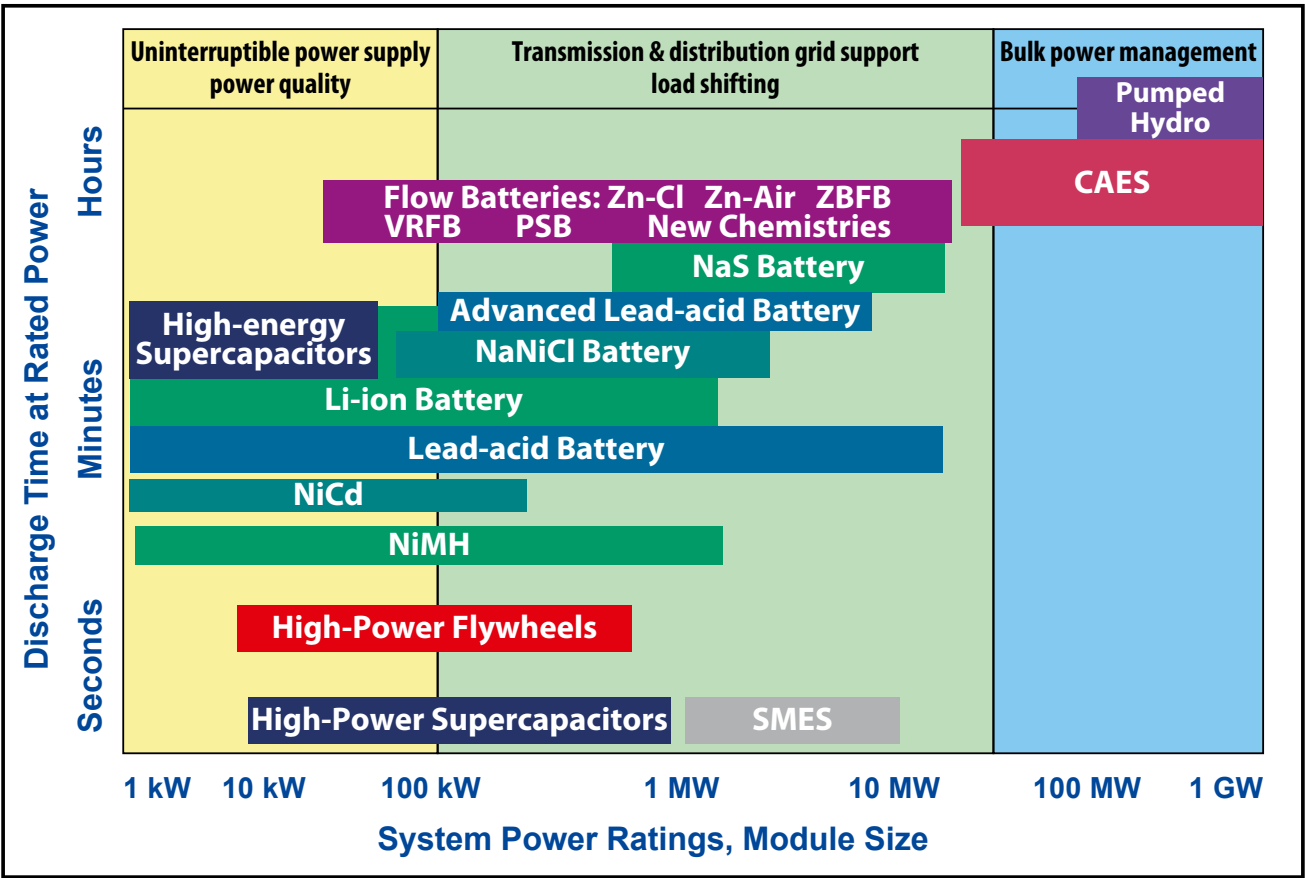 Uninterruptible power supply
power quality
Transmission & distribution grid support
load shifting
Bulk power management
Pumped
Hydro
CAES
Flow Batteries: Zn-Cl Zn-Air ZBFB
VRFB PSB New Chemistries
NaS Battery
Advanced Lead-acid Battery
High-energy
Supercapacitors
NaNiCl Battery
Li-ion Battery
Lead-acid Battery
NiCd
NiMH
High-Power Flywheels
High-Power Supercapacitors
SMES
Discharge Time at Rated Power
Hours
Minutes
Seconds
1 kW 10 kW 100 kW 1 MW 10 MW 100 MW 1 GW
System Power Ratings, Module Size